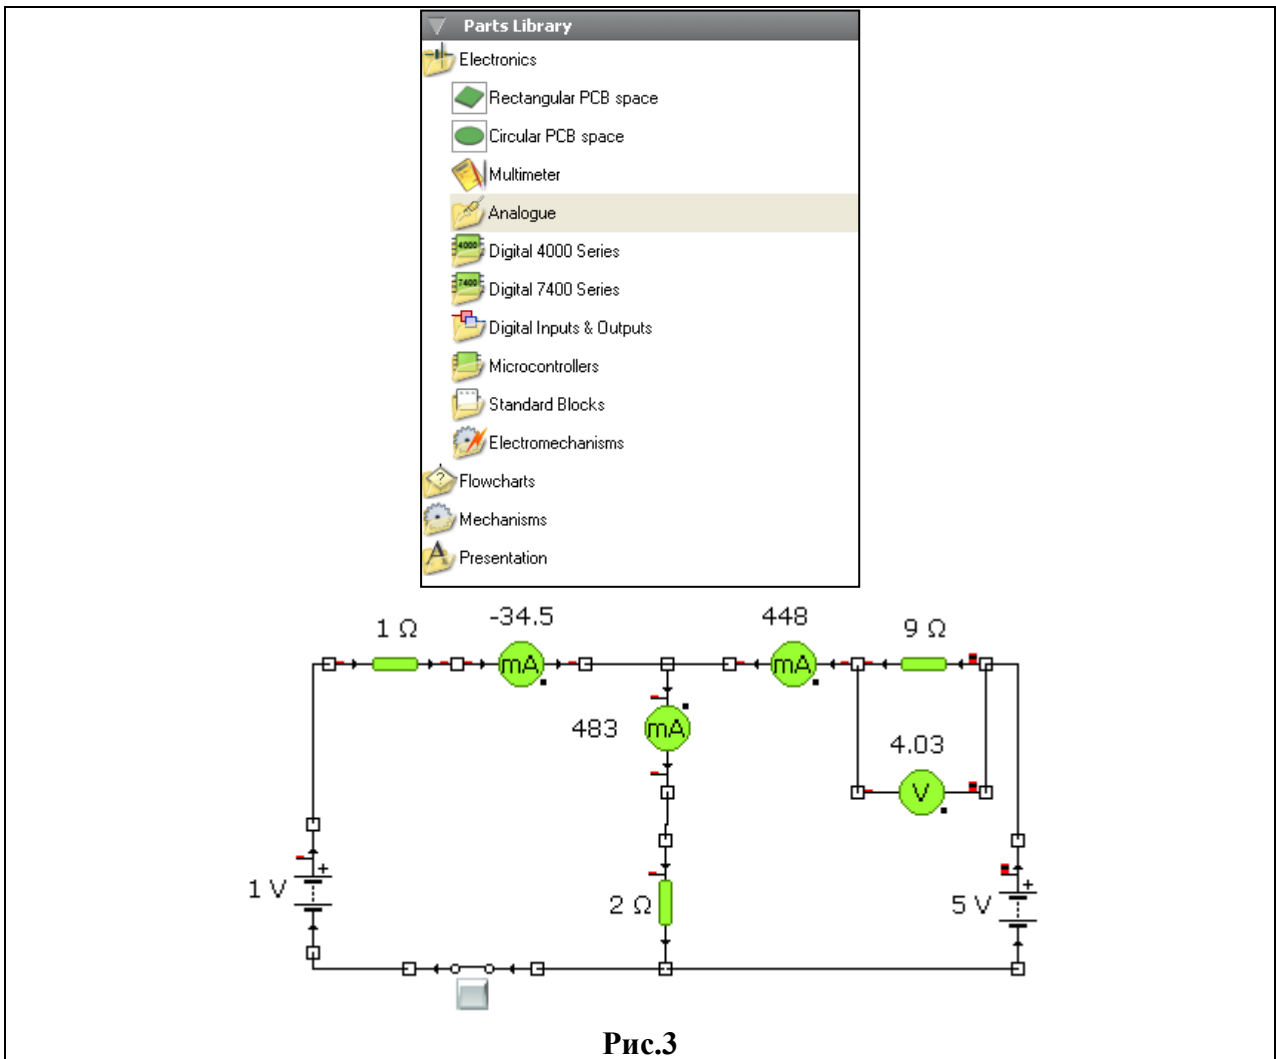 Parts Library
Electronics
Rectangular PCB space
Circular PCB space
Multimeter
Analogue
4000 Digital 4000 Series
7400 Digital 7400 Series
Digital Inputs & Outputs
Microcontrollers
Standard Blocks
Electromechanisms
? Flowcharts
Mechanisms
A Presentation
1 Ω -34.5 448 9 Ω
mA mA
483 mA
4.03
V
1 V + 2 Ω 5 V +
Рис.3